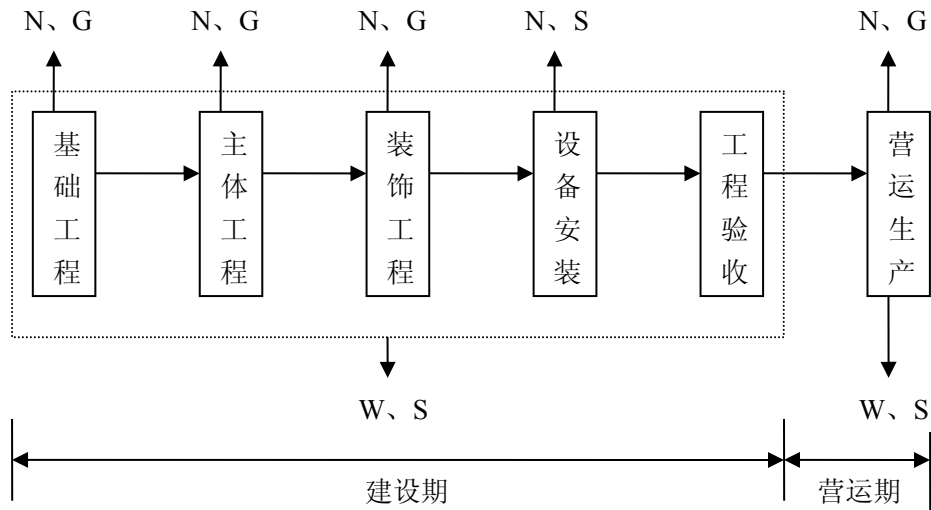 N、G N、G N、G N、S N、G
基础工程
主体工程
装饰工程
设备安装
工程验收
营运生产
W、S W、S
建设期 营运期